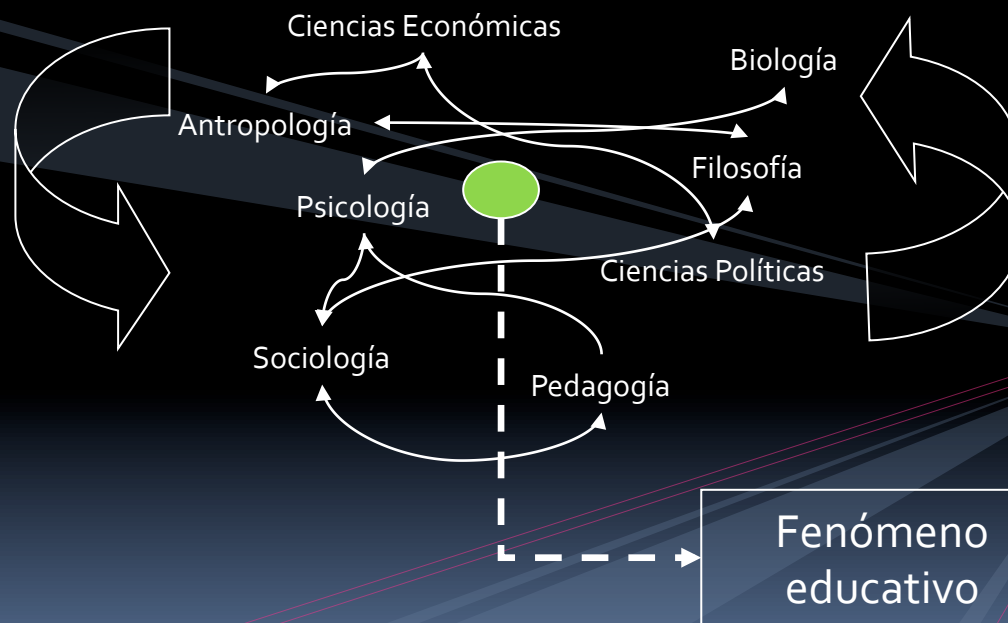 Ciencias Económicas
Biología
Antropología
Filosofía
Psicología
Ciencias Políticas
Sociología
Pedagogía
Fenómeno
educativo